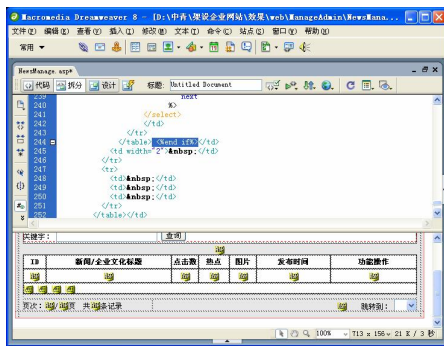 Macromedia Dreamweaver 8 - [D:\中青\架设企业网站\效果\web\ManageAdmin\NewsMana...
文件(F) 编辑(E) 查看(V) 插入(I) 修改(M) 文本(T) 命令(C) 站点(S) 窗口(W) 帮助(H)
常用
NewsManage.asp*
代码 拆分 设计 标题: Untitled Document
239 next
240 %>
241 </select>
242 </td>
243 </tr>
244 </table> <%end if%></td>
245 <td width="2">&nbsp;</td>
246 </tr>
247 <tr>
248 <td>&nbsp;</td>
249 <td>&nbsp;</td>
250 <td>&nbsp;</td>
251 </tr>
252 </table></td>
关键字: 查询
ID 新闻/企业文化标题 点击数 热点 图片 发布时间 功能操作
页次: / 页 共 条记录 跳转到:
100% 713 x 156 21 K / 3 秒